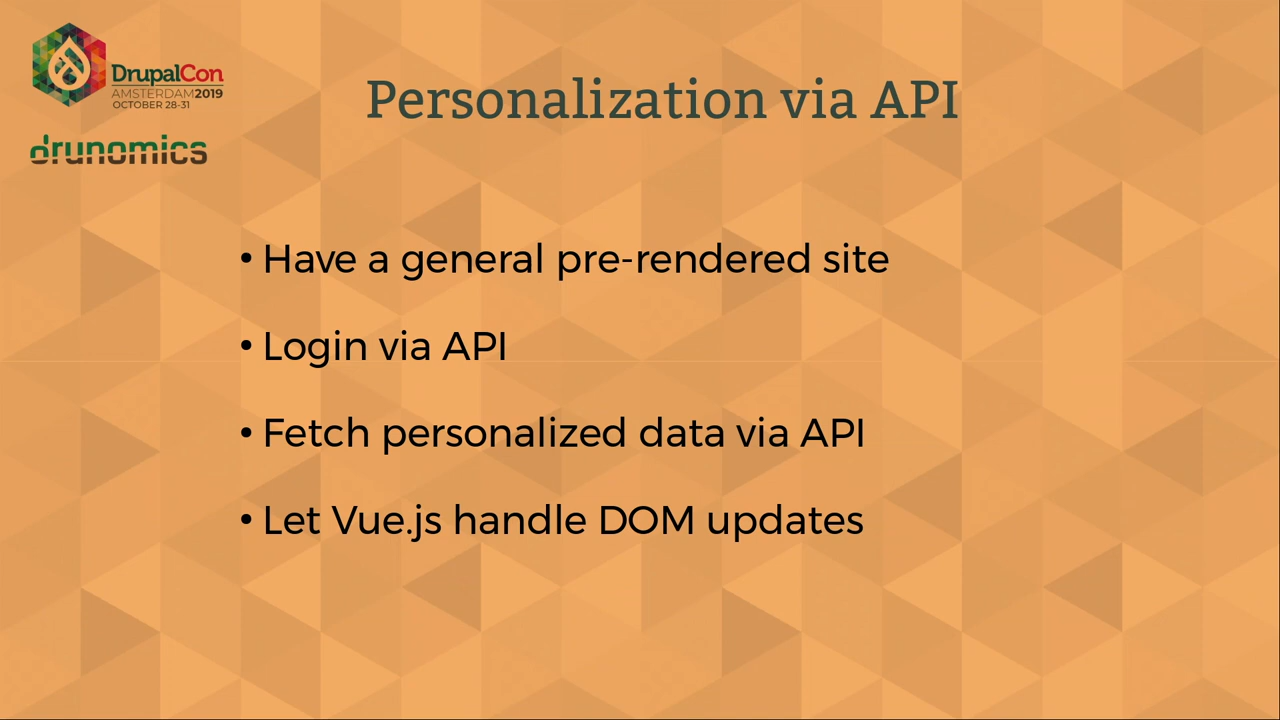 DrupalCon
AMSTERDAM2019
OCTOBER 28-31
drunomics
Personalization via API
• Have a general pre-rendered site
• Login via API
• Fetch personalized data via API
• Let Vue.js handle DOM updates